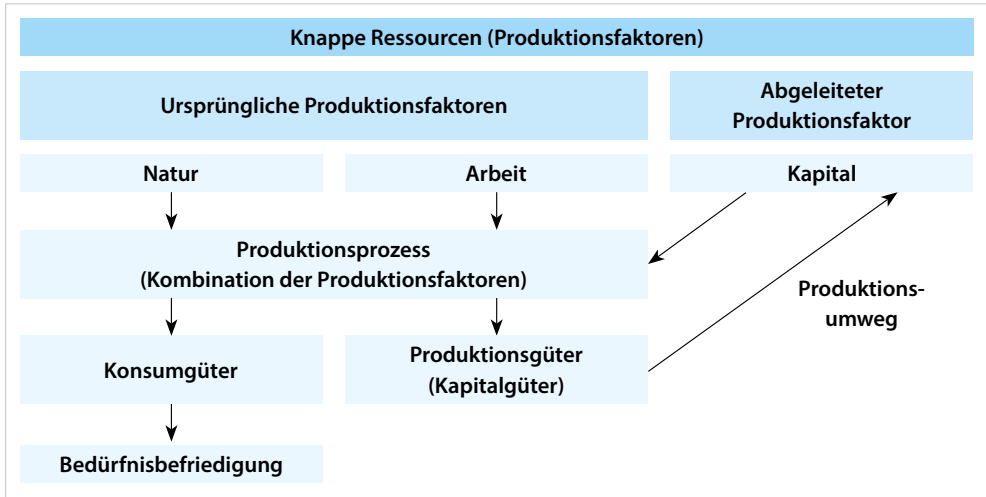 Knappe Ressourcen (Produktionsfaktoren)
Ursprüngliche Produktionsfaktoren
Abgeleiteter
Produktionsfaktor
Natur
Arbeit
Kapital
Produktionsprozess
(Kombination der Produktionsfaktoren)
Produktions-
umweg
Konsumgüter
Produktionsgüter
(Kapitalgüter)
Bedürfnisbefriedigung